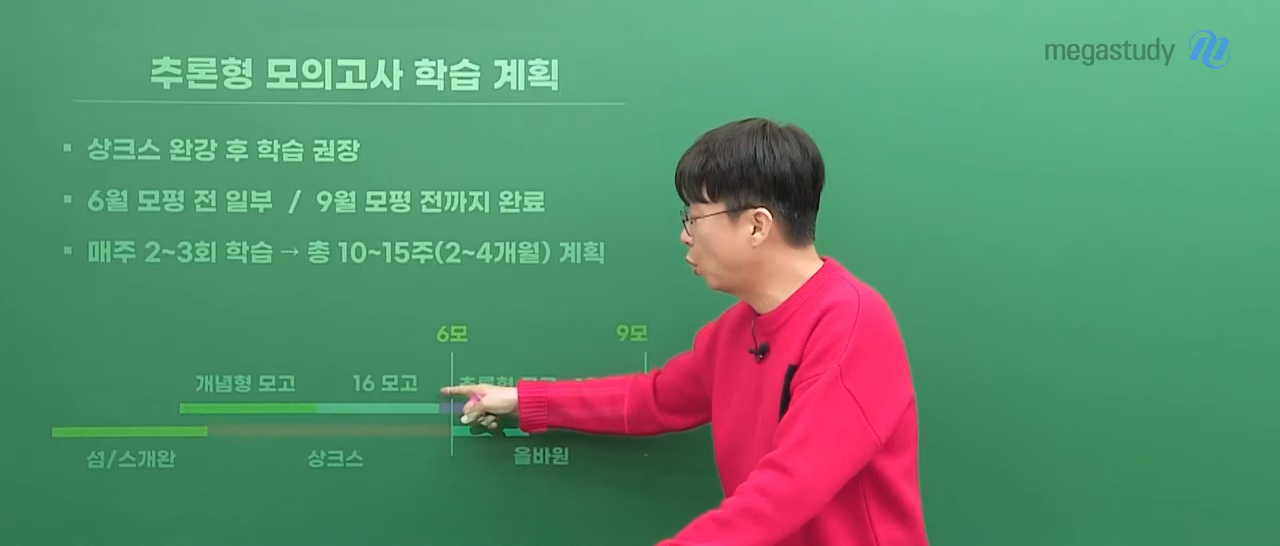 megastudy
추론형 모의고사 학습 계획
▪ 상크스 완강 후 학습 권장
▪ 6월 모평 전 일부 / 9월 모평 전까지 완료
▪ 매주 2~3회 학습 → 총 10~15주(2~4개월) 계획
6모 9모
개념형 모고 16 모고
섬/스개완 상크스 올바원